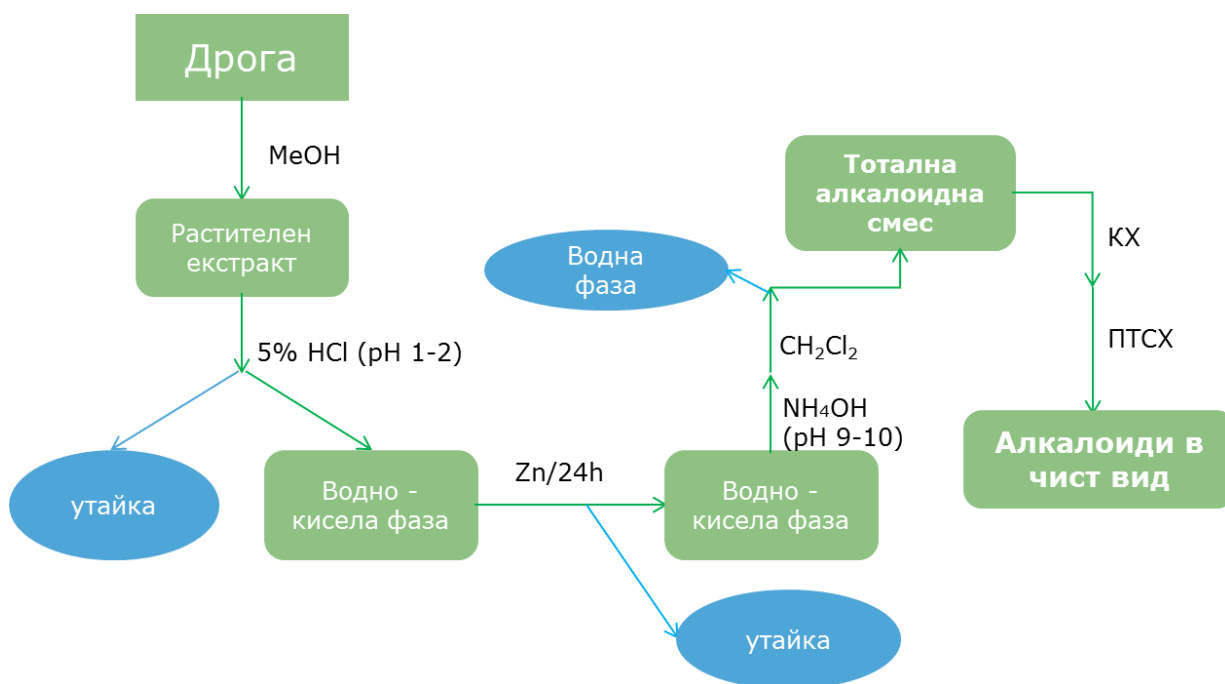 Дрога
MeOH
Растителен
екстракт
5% HCl (pH 1-2)
утайка
Водно -
кисела фаза
Zn/24h
утайка
Водно -
кисела фаза
NH₄OH
(pH 9-10)
CH₂Cl₂
Водна
фаза
Тотална
алкалоидна
смес
КХ
ПТСХ
Алкалоиди в
чист вид